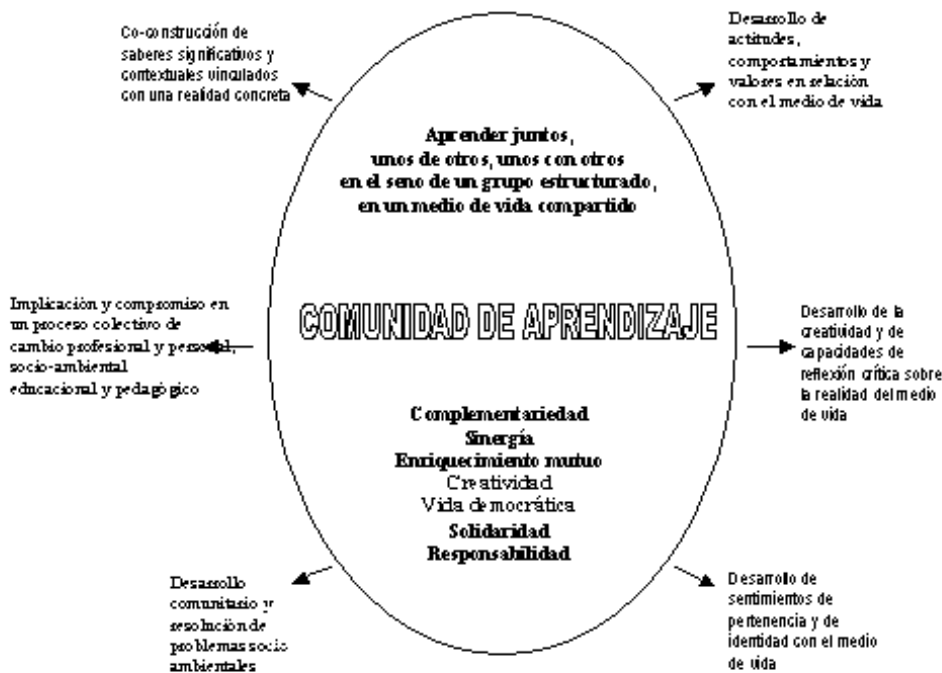 Co-construcción de
saberes significativos y
contextuales vinculados
con una realidad concreta
Desarrollo de
actitudes,
comportamientos y
valores en relación
con el medio de vida
Aprender juntos,
unos de otros, unos con otros
en el seno de un grupo estructurado,
en un medio de vida compartido
Implicación y compromiso en
un proceso colectivo de
cambio profesional y personal,
socio-ambiental
educacional y pedagógico
COMUNIDAD DE APRENDIZAJE
Desarrollo de la
creatividad y de
capacidades de
reflexión crítica sobre
la realidad del medio
de vida
Complementariedad
Sinergía
Enriquecimiento mutuo
Creatividad
Vida democrática
Solidaridad
Responsabilidad
Desarrollo
comunitario y
resolución de
problemas socio
ambientales
Desarrollo de
sentimientos de
pertenencia y de
identidad con el medio
de vida